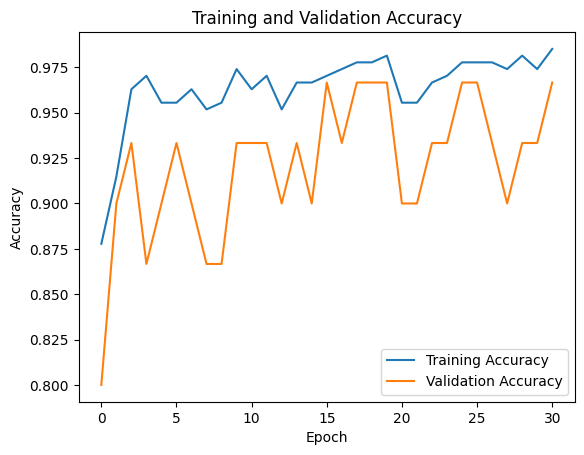 Training and Validation Accuracy
Accuracy
0.975
0.950
0.925
0.900
0.875
0.850
0.825
0.800
Training Accuracy
Validation Accuracy
0 5 10 15 20 25 30
Epoch